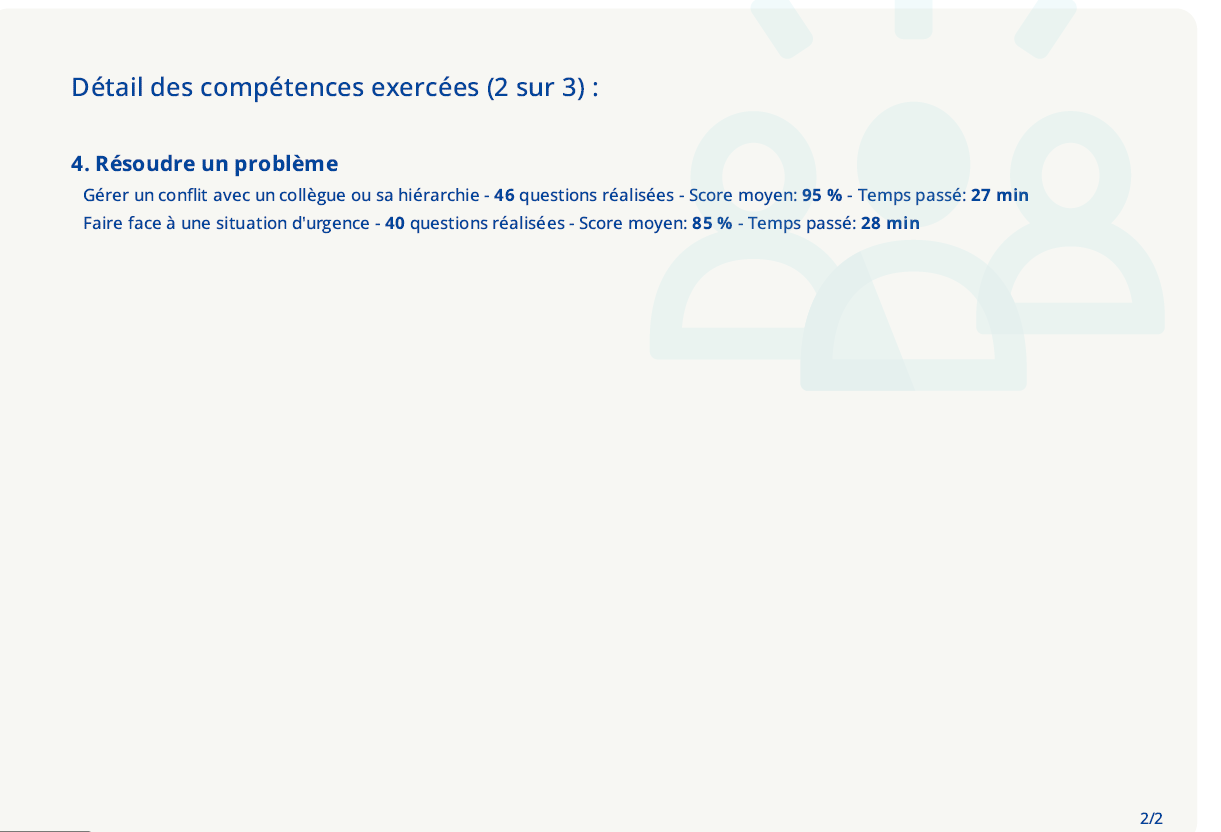 Détail des compétences exercées (2 sur 3) :
4. Résoudre un problème
Gérer un conflit avec un collègue ou sa hiérarchie - 46 questions réalisées - Score moyen: 95 % - Temps passé: 27 min
Faire face à une situation d'urgence - 40 questions réalisées - Score moyen: 85 % - Temps passé: 28 min
2/2